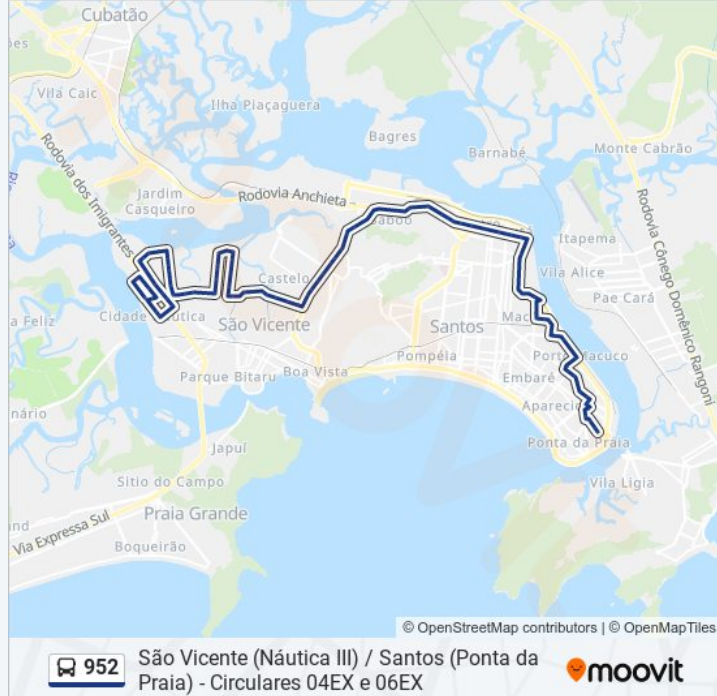 Cubatão
Vila Caic
Ilha Piaçaguera
Bagres
Barnabé
Monte Cabrão
Rodovia dos Imigrantes
Jardim
Casqueiro
Rodovia Anchieta
Itapema
Rodovia Cônego Domênico Rangoni
Vila Alice
Castelo
Pae Cará
a Feliz
São Vicente
Santos
Pompéia
Boa Vista
Parque Bitaru
Embaré
Aparecida
Ponta da Praia
nário
Japuí
Vila Ligia
Sitio do Campo
Praia Grande
Via Expressa Sul
Boqueirão
© OpenStreetMap contributors | © OpenMapTiles
952
São Vicente (Náutica III) / Santos (Ponta da
Praia) - Circulares 04EX e 06EX
moovit